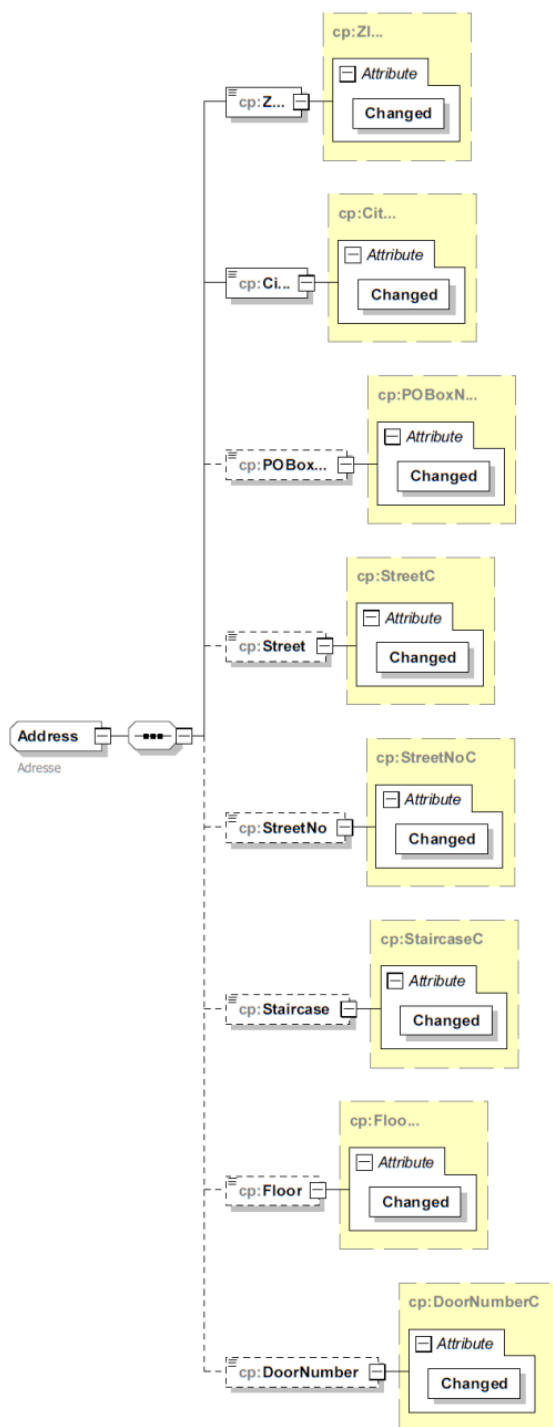 cp:ZI...
Attribute
cp:Z...
Changed
cp:Cit...
Attribute
cp:Ci...
Changed
cp:POBoxN...
Attribute
cp:POBox...
Changed
cp:StreetC
Attribute
cp:Street
Changed
Address
Adresse
cp:StreetNoC
Attribute
cp:StreetNo
Changed
cp:StaircaseC
Attribute
cp:Staircase
Changed
cp:Floo...
Attribute
cp:Floor
Changed
cp:DoorNumberC
Attribute
cp:DoorNumber
Changed